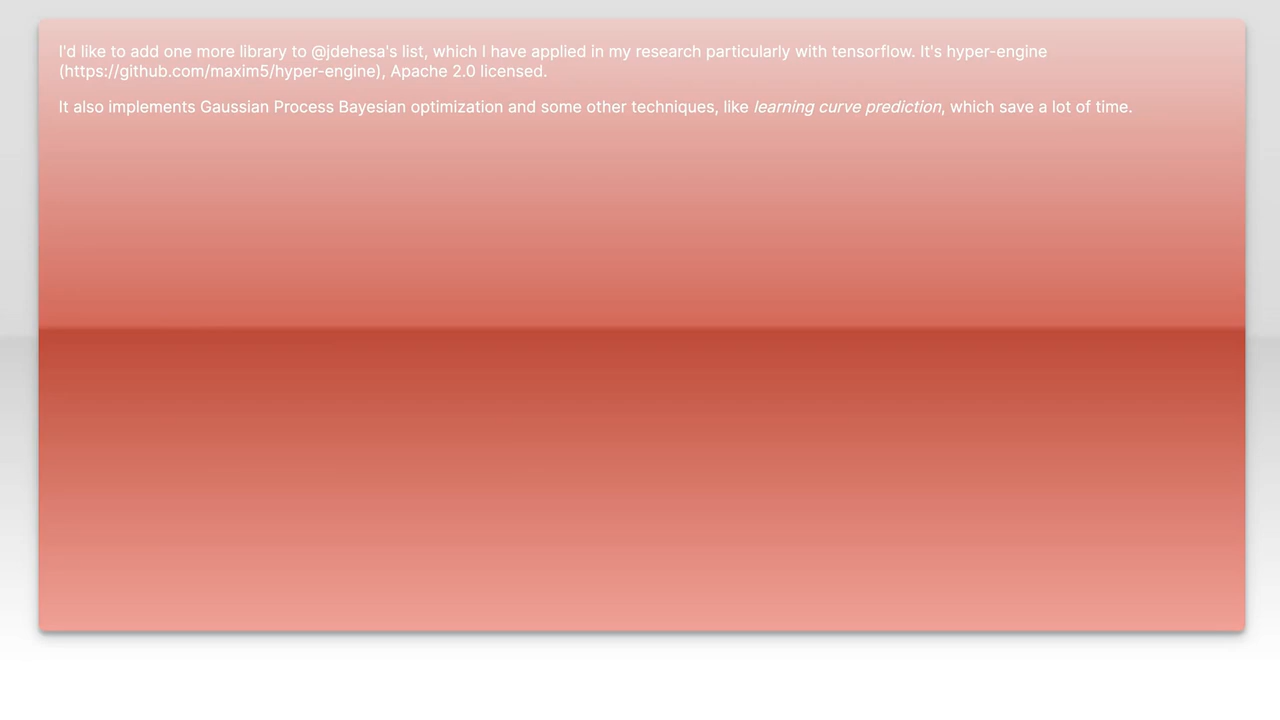 I'd like to add one more library to @jdehesa's list, which I have applied in my research particularly with tensorflow. It's hyper-engine
(https://github.com/maxim5/hyper-engine), Apache 2.0 licensed.
It also implements Gaussian Process Bayesian optimization and some other techniques, like learning curve prediction, which save a lot of time.